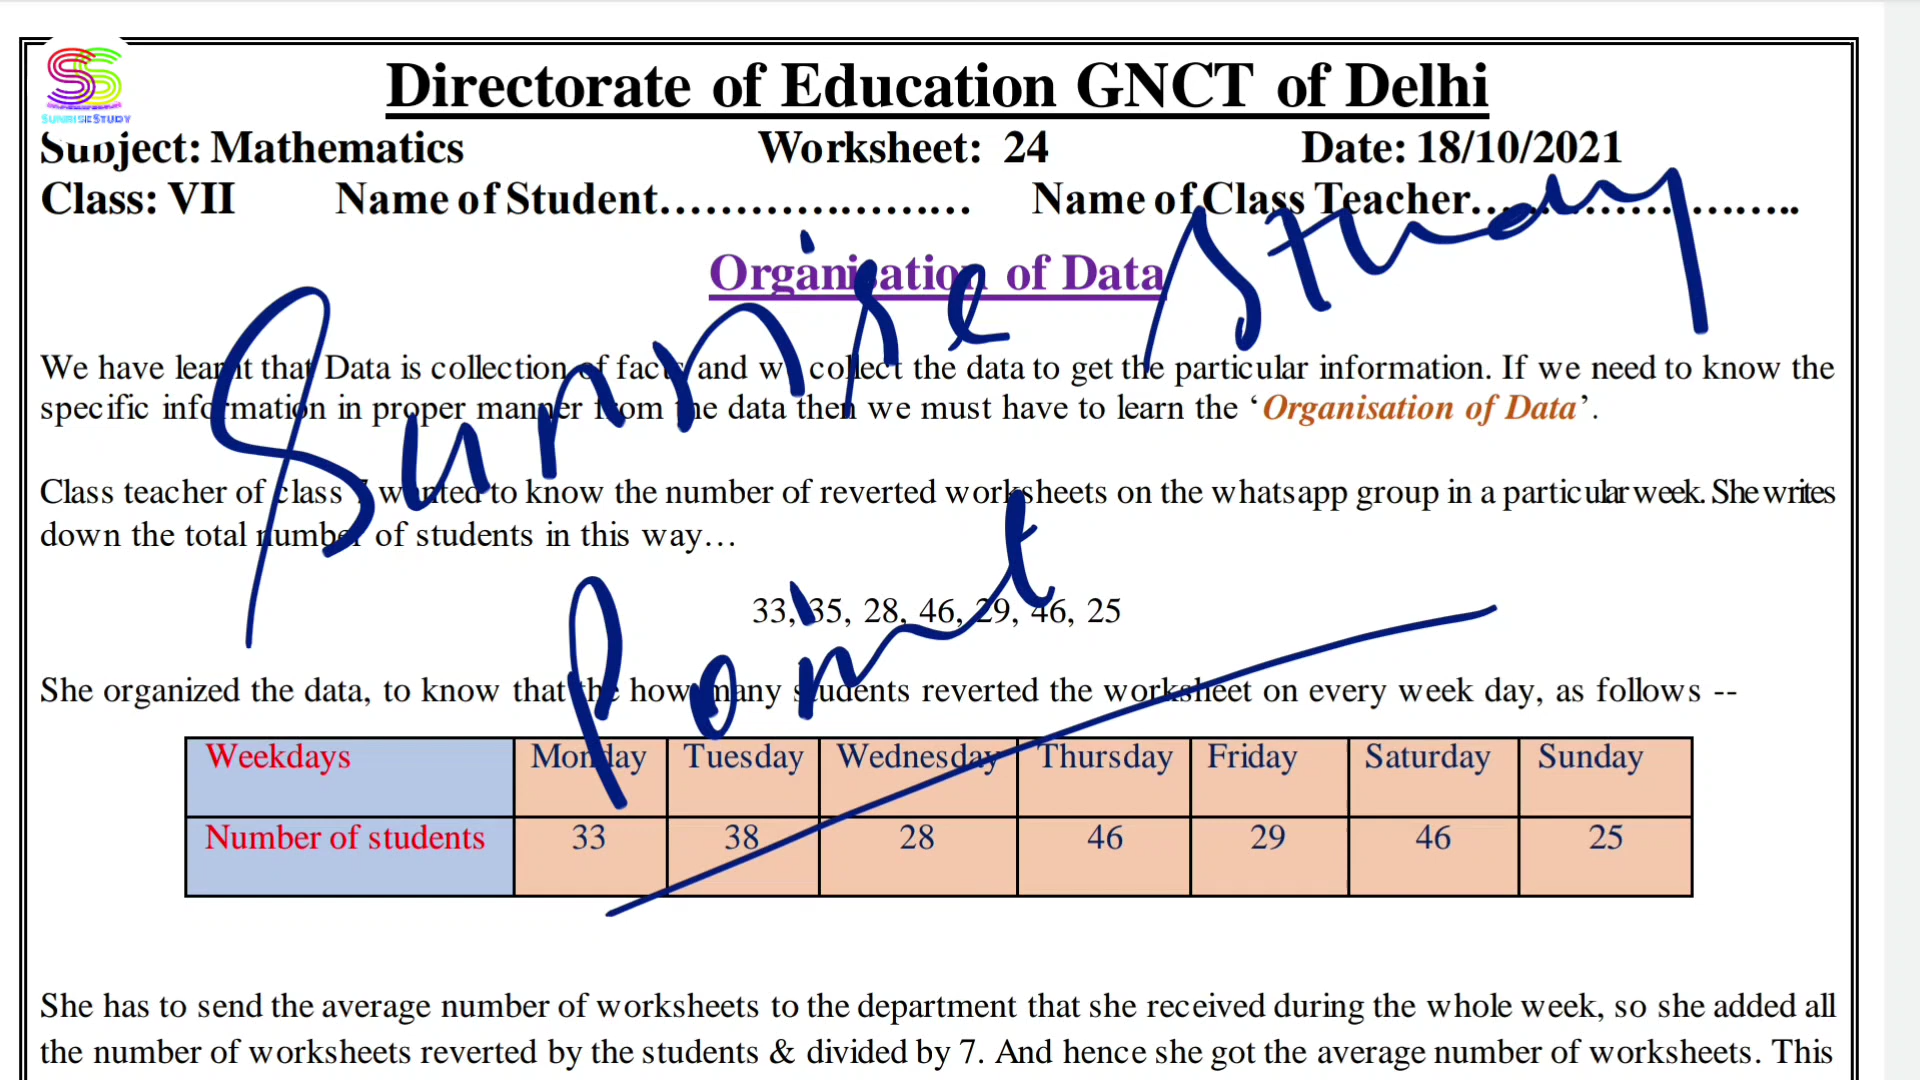 SUNRISE STUDY
Directorate of Education GNCT of Delhi
Subject: Mathematics Worksheet: 24 Date: 18/10/2021
Class: VII Name of Student..................... Name of Class Teacher......................
Organisation of Data
We have learnt that Data is collection of facts and we collect the data to get the particular information. If we need to know the
specific information in proper manner from the data then we must have to learn the ‘Organisation of Data’.
Class teacher of class 7 wanted to know the number of reverted worksheets on the whatsapp group in a particular week. She writes
down the total number of students in this way…
33, 35, 28, 46, 29, 46, 25
She organized the data, to know that the how many students reverted the worksheet on every week day, as follows --
Weekdays Monday Tuesday Wednesday Thursday Friday Saturday Sunday
Number of students 33 38 28 46 29 46 25
She has to send the average number of worksheets to the department that she received during the whole week, so she added all
the number of worksheets reverted by the students & divided by 7. And hence she got the average number of worksheets. This
Sunrise Study
Point